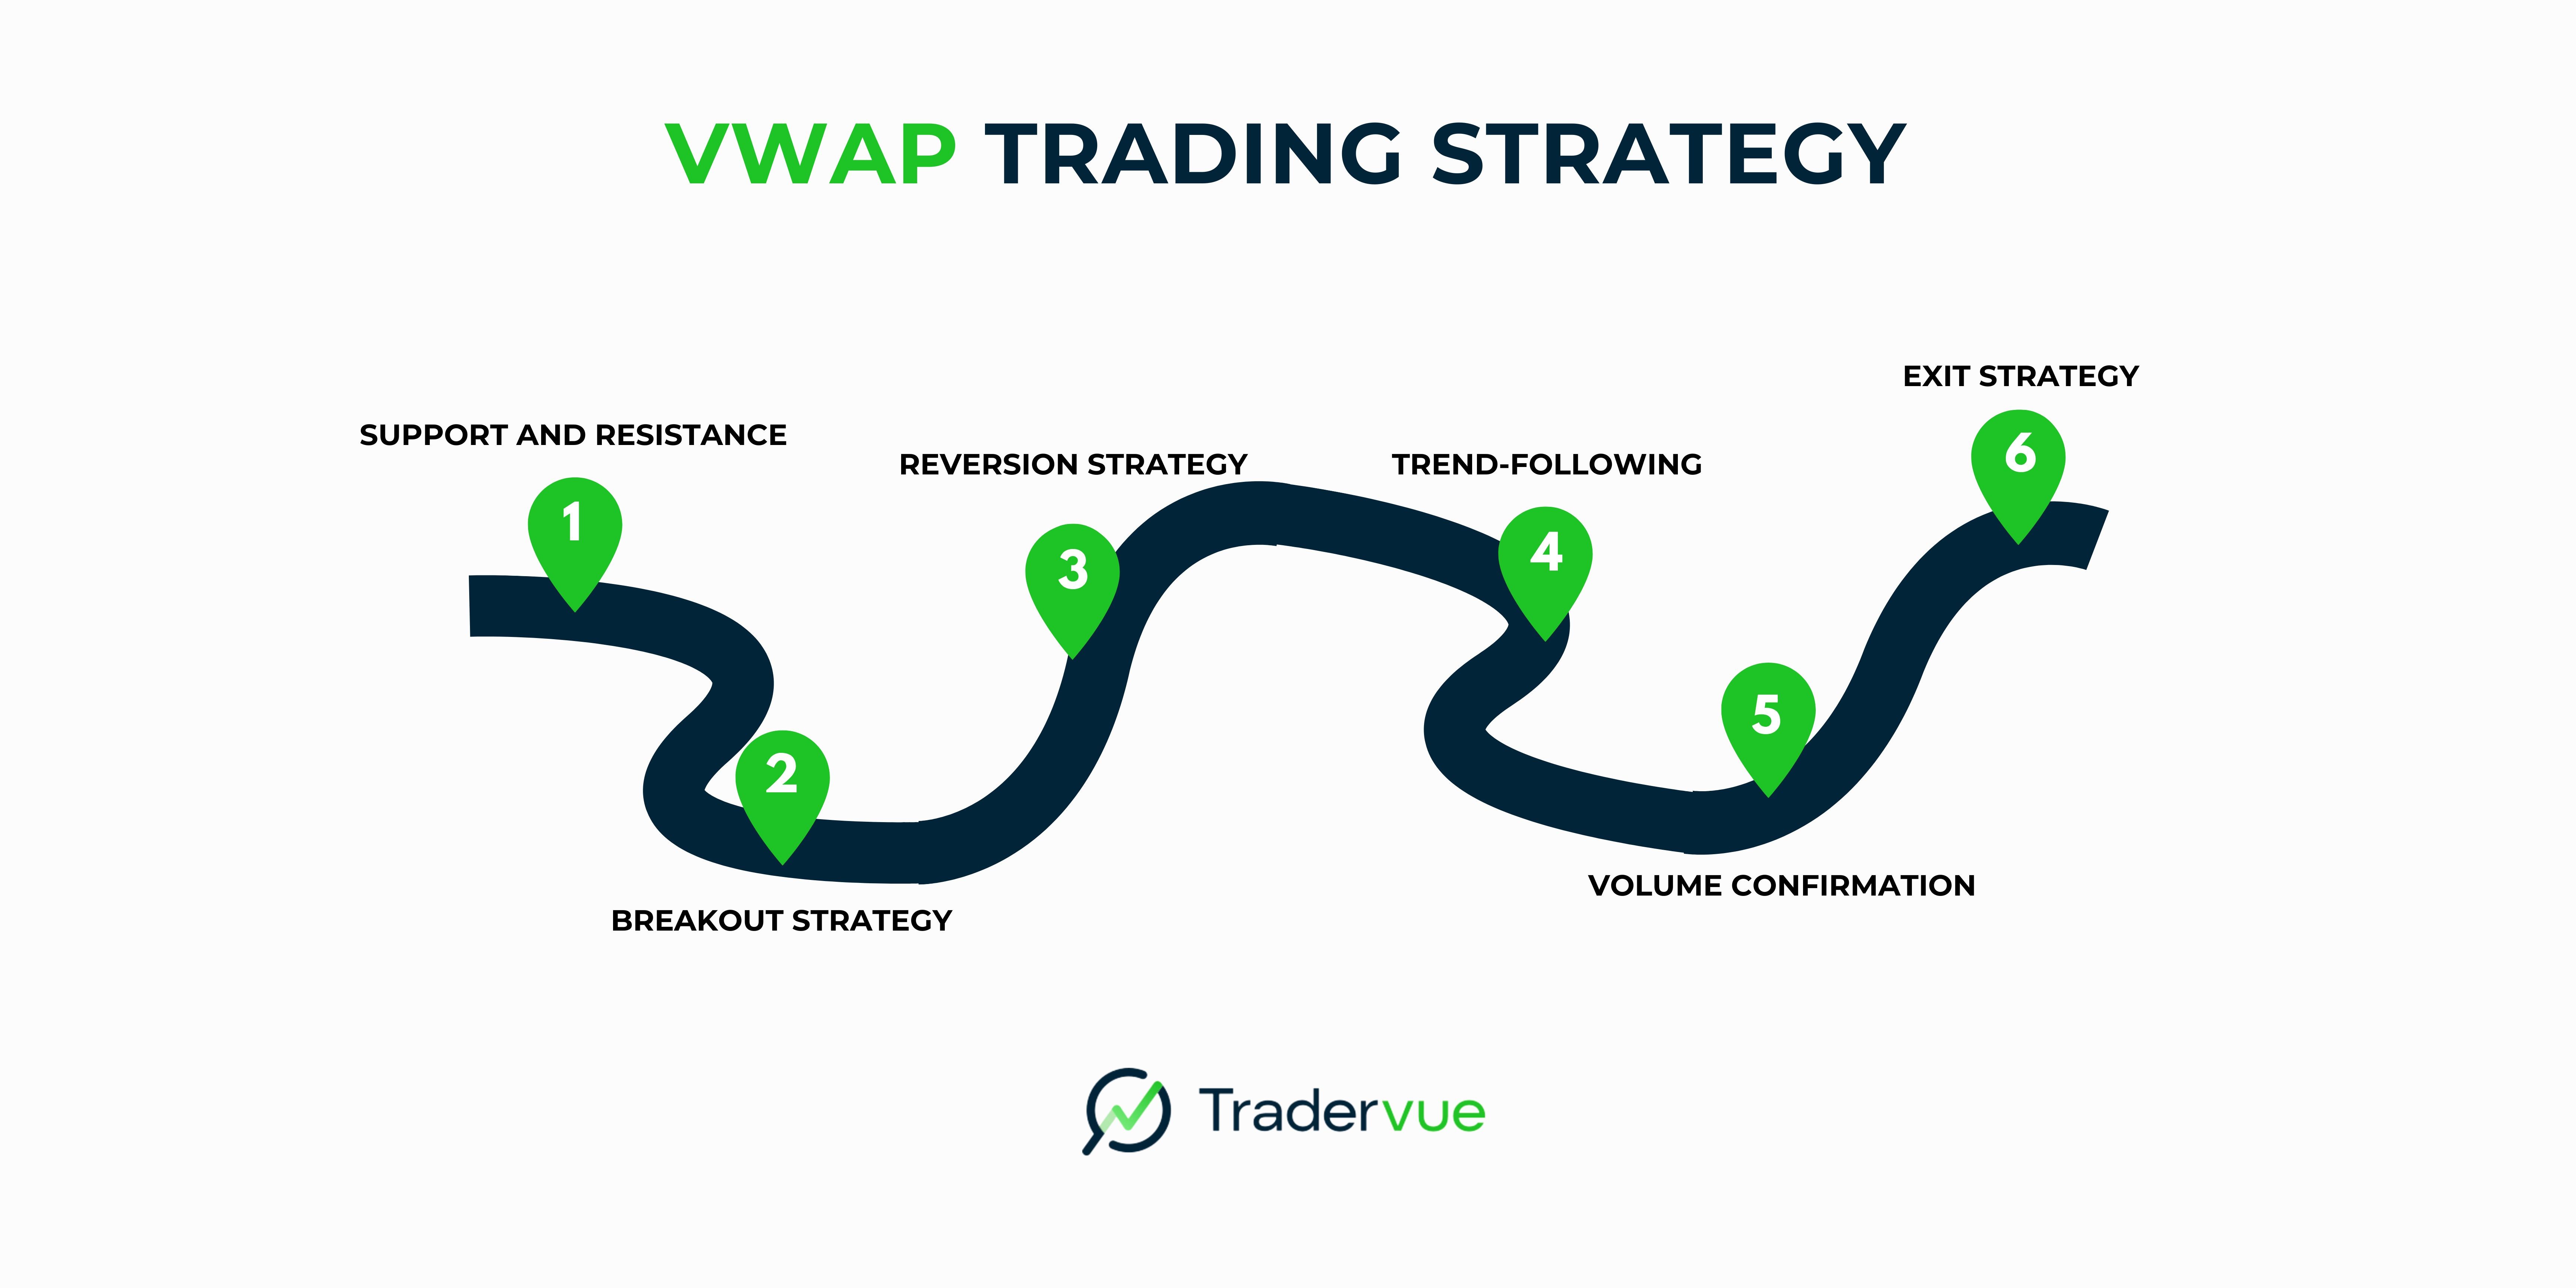 VWAP TRADING STRATEGY
SUPPORT AND RESISTANCE
1
2
BREAKOUT STRATEGY
REVERSION STRATEGY
3
TREND-FOLLOWING
4
5
VOLUME CONFIRMATION
EXIT STRATEGY
6
Tradervue